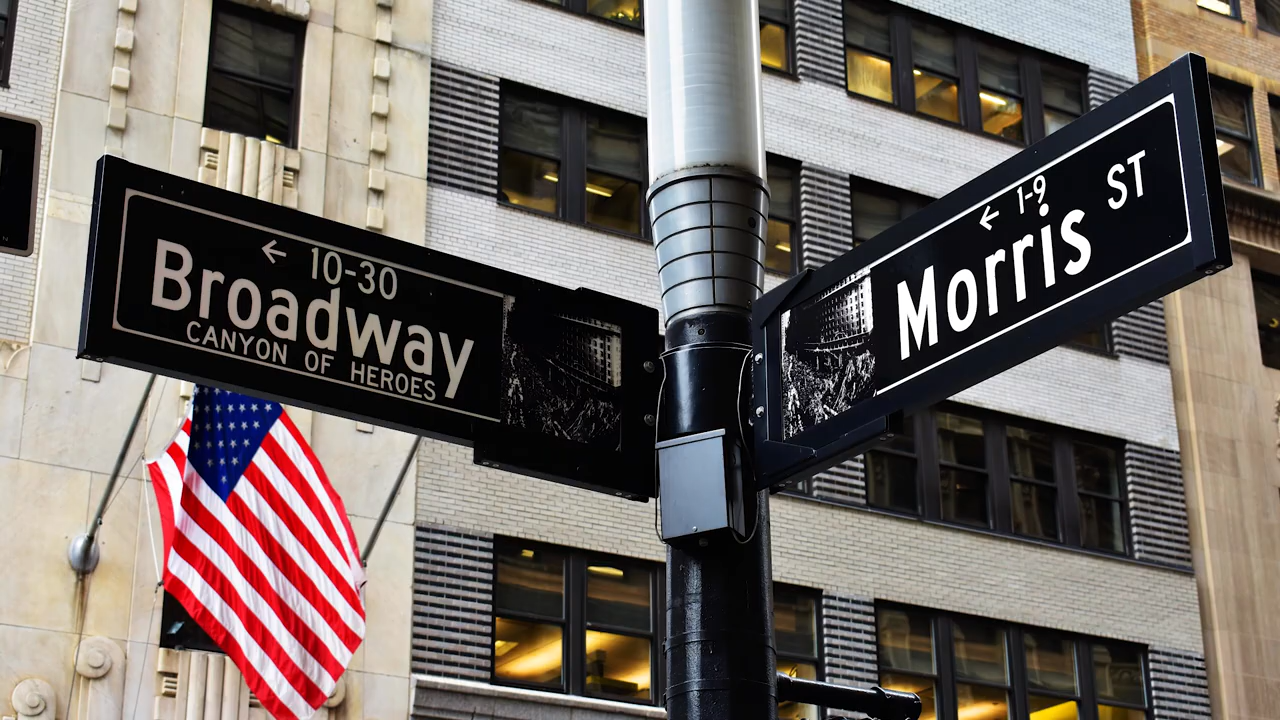 ← 10-30
Broadway
CANYON OF HEROES
← 1-9
Morris ST